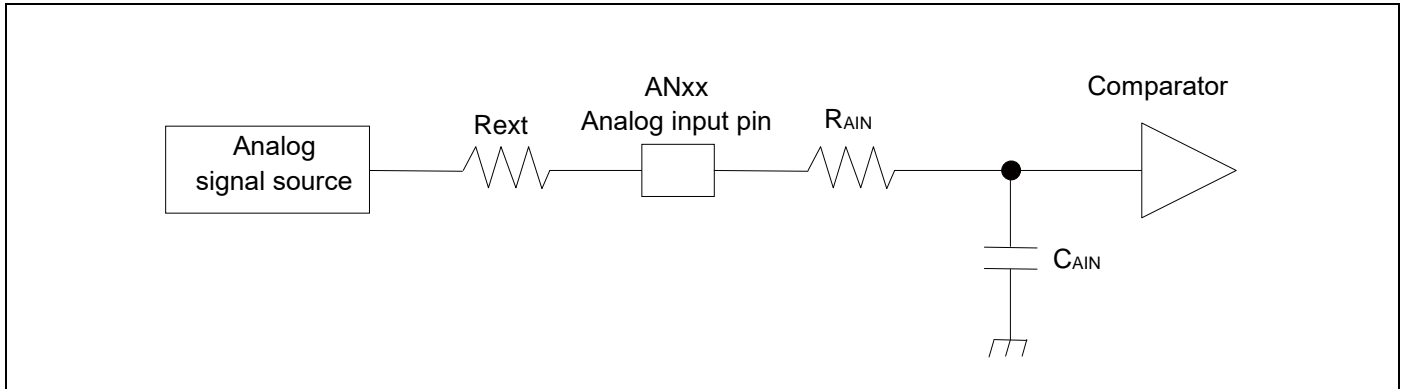 Analog
signal source
Rext
ANxx
Analog input pin
RAIN
Comparator
CAIN